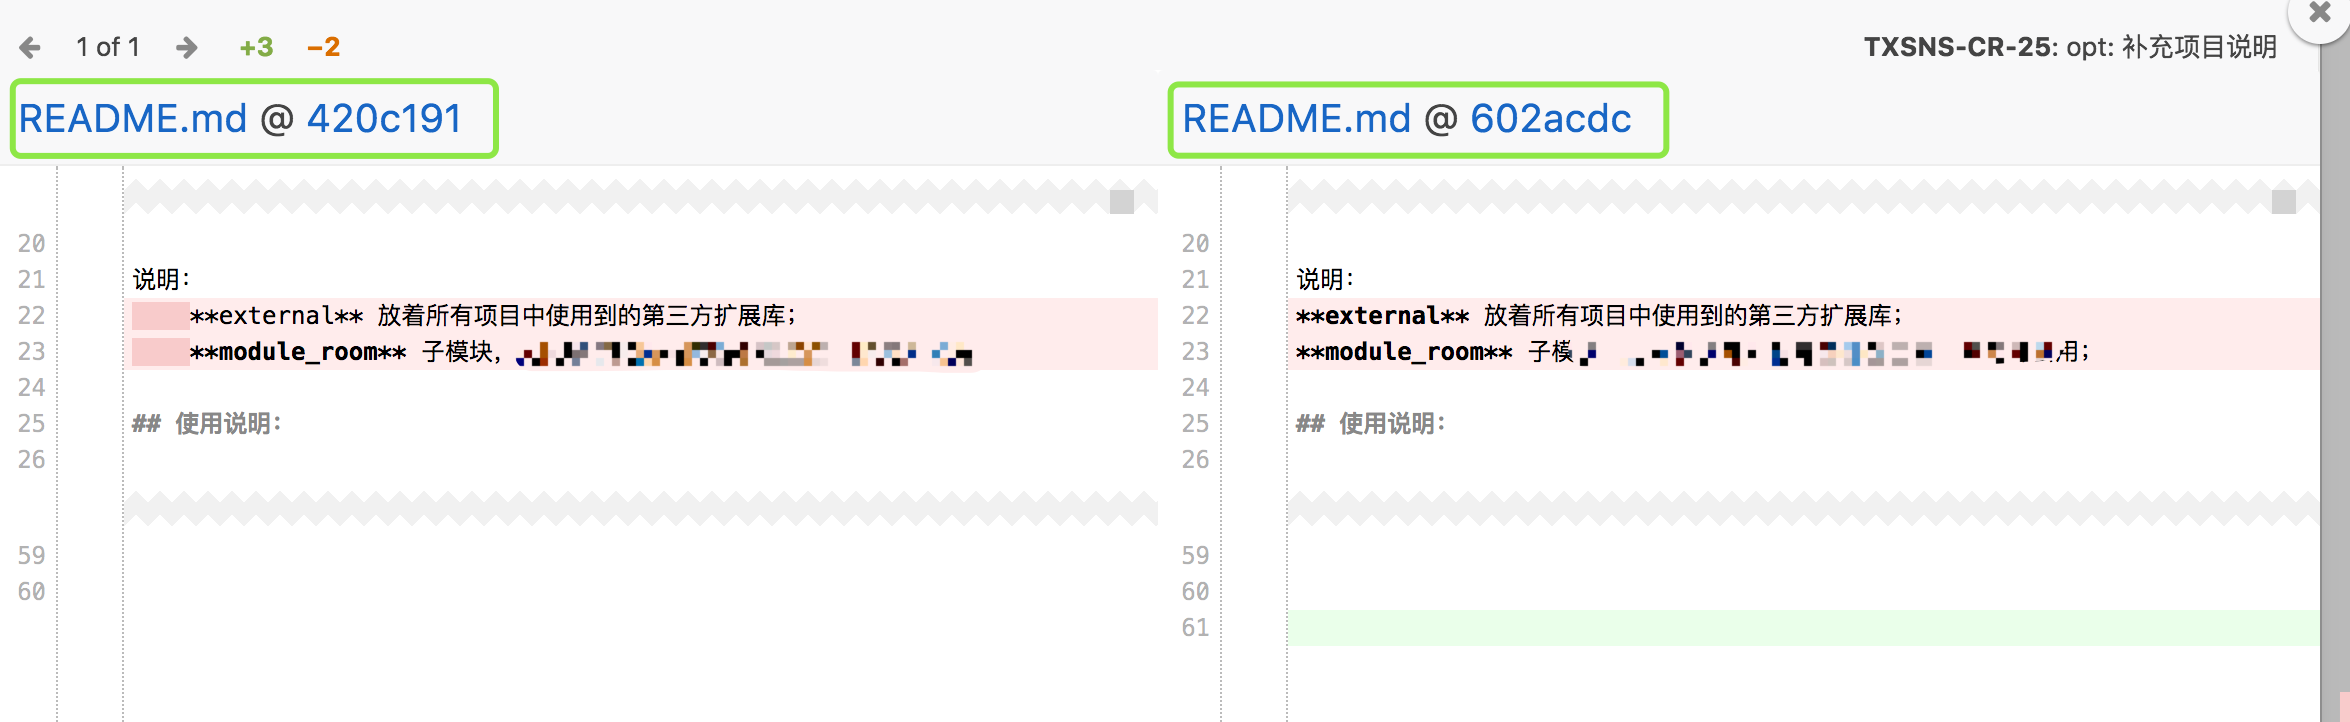 1 of 1 +3 −2
TXSNS-CR-25: opt: 补充项目说明
README.md @ 420c191
20
21 说明：
22 **external** 放着所有项目中使用到的第三方扩展库；
23 **module_room** 子模块，
24
25 ## 使用说明：
26
59
60
README.md @ 602acdc
20
21 说明：
22 **external** 放着所有项目中使用到的第三方扩展库；
23 **module_room** 子模 用；
24
25 ## 使用说明：
26
59
60
61